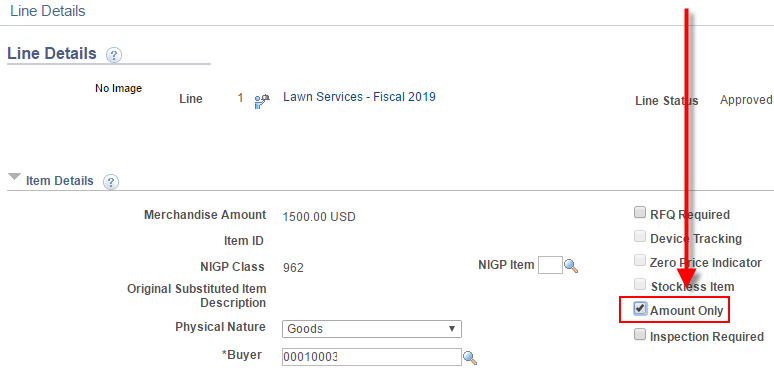 Line Details
Line Details ?
No Image
Line 1 Lawn Services - Fiscal 2019
Line Status Approved
Item Details ?
Merchandise Amount 1500.00 USD
RFQ Required
Item ID
Device Tracking
NIGP Class 962
NIGP Item
Zero Price Indicator
Original Substituted Item
Description
Stockless Item
Amount Only
Physical Nature Goods
Inspection Required
*Buyer 00010003